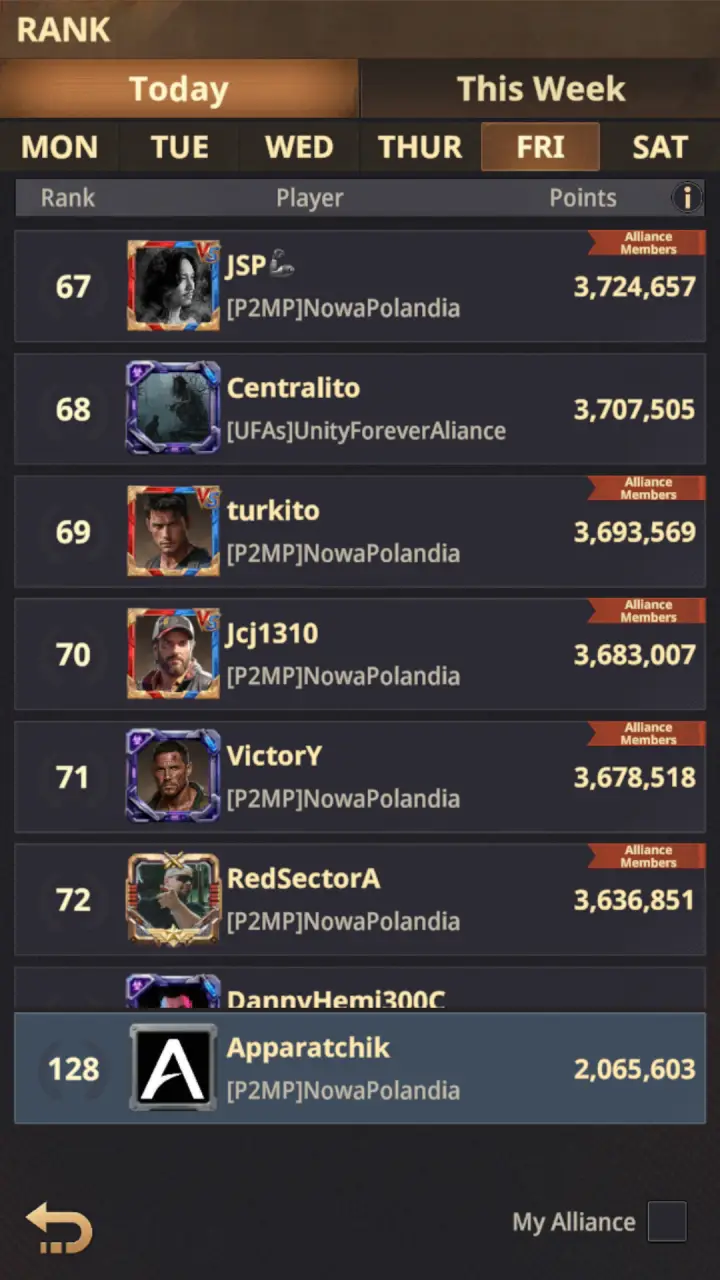 RANK
Today
This Week
MON TUE WED THUR FRI SAT
Rank Player Points i
Alliance
Members
67
JSP💪
[P2MP]NowaPolandia
3,724,657
68
Centralito
[UFAs]UnityForeverAliance
3,707,505
Alliance
Members
69
turkito
[P2MP]NowaPolandia
3,693,569
Alliance
Members
70
Jcj1310
[P2MP]NowaPolandia
3,683,007
Alliance
Members
71
VictorY
[P2MP]NowaPolandia
3,678,518
Alliance
Members
72
RedSectorA
[P2MP]NowaPolandia
3,636,851
DannyHemi300C
128
Apparatchik
[P2MP]NowaPolandia
2,065,603
My Alliance